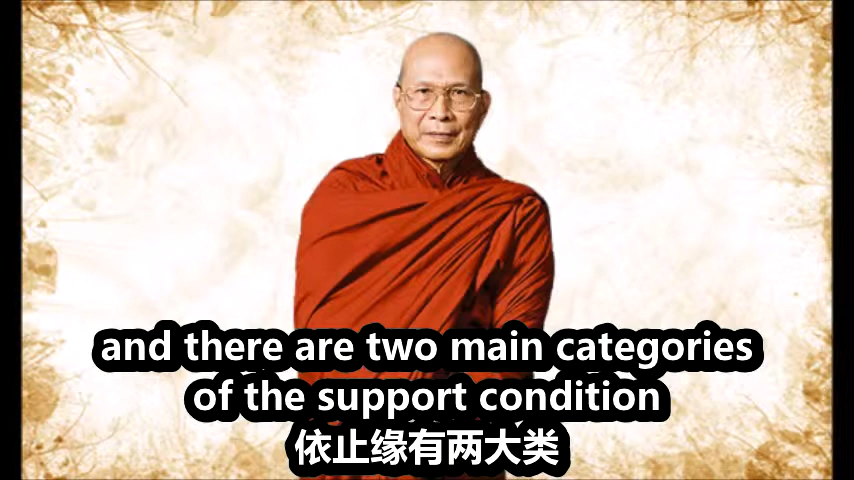 and there are two main categories
of the support condition
依止缘有两大类